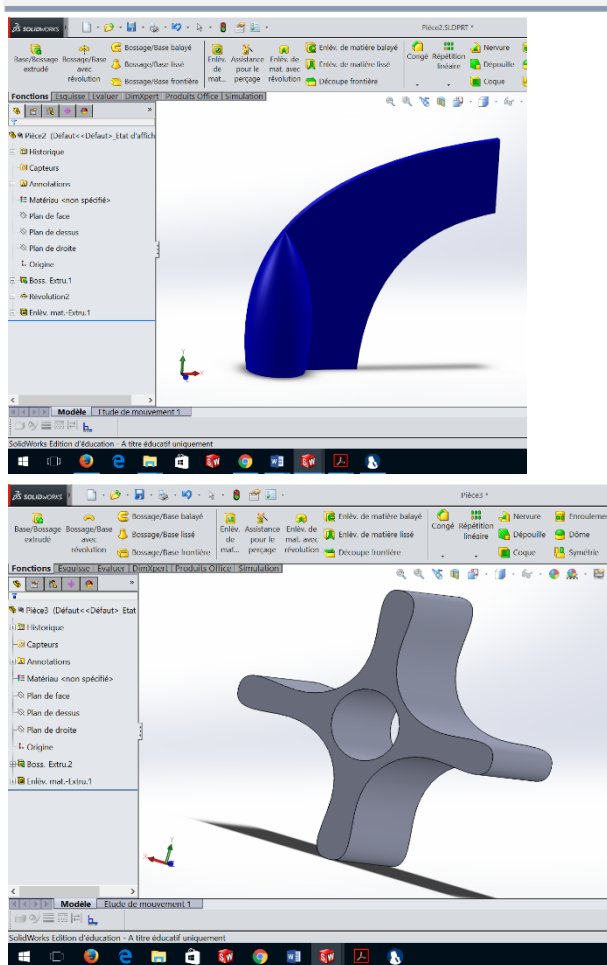 SOLIDWORKS
Pièce2.SLDPRT *
Base/Bossage extrudé
Bossage/Base avec révolution
Bossage/Base balayé
Bossage/Base lissé
Bossage/Base frontière
Enlèv. de mat...
Assistance pour le perçage
Enlèv. de mat. avec révolution
Enlèv. de matière balayé
Enlèv. de matière lissé
Découpe frontière
Congé
Répétition linéaire
Nervure
Dépouille
Coque
Fonctions Esquisse Evaluer DimXpert Produits Office Simulation
Pièce2 (Défaut<<Défaut>_Etat d'affich
Historique
Capteurs
Annotations
Matériau <non spécifié>
Plan de face
Plan de dessus
Plan de droite
Origine
Boss. Extru.1
Révolution2
Enlèv. mat.-Extru.1
Modèle Etude de mouvement 1
SolidWorks Edition d'éducation - A titre éducatif uniquement
SOLIDWORKS
Pièce3 *
Base/Bossage extrudé
Bossage/Base avec révolution
Bossage/Base balayé
Bossage/Base lissé
Bossage/Base frontière
Enlèv. de mat...
Assistance pour le perçage
Enlèv. de mat. avec révolution
Enlèv. de matière balayé
Enlèv. de matière lissé
Découpe frontière
Congé
Répétition linéaire
Nervure
Dépouille
Coque
Enrouleme
Dôme
Symétrie
Fonctions Esquisse Evaluer DimXpert Produits Office Simulation
Pièce3 (Défaut<<Défaut>_Etat
Historique
Capteurs
Annotations
Matériau <non spécifié>
Plan de face
Plan de dessus
Plan de droite
Origine
Boss. Extru.2
Enlèv. mat.-Extru.1
Modèle Etude de mouvement 1
SolidWorks Edition d'éducation - A titre éducatif uniquement